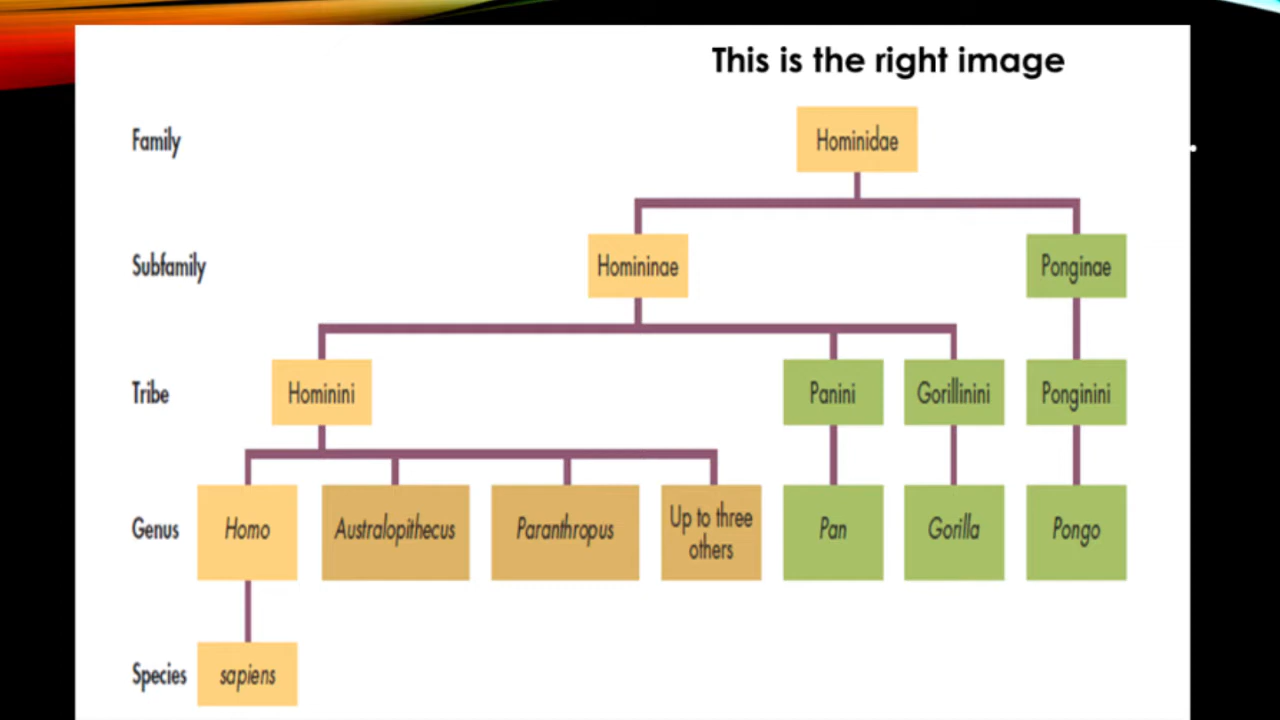 This is the right image
Family
Hominidae
Subfamily
Homininae
Ponginae
Tribe
Hominini
Panini
Gorillinini
Ponginini
Genus
Homo
Australopithecus
Paranthropus
Up to three
others
Pan
Gorilla
Pongo
Species
sapiens